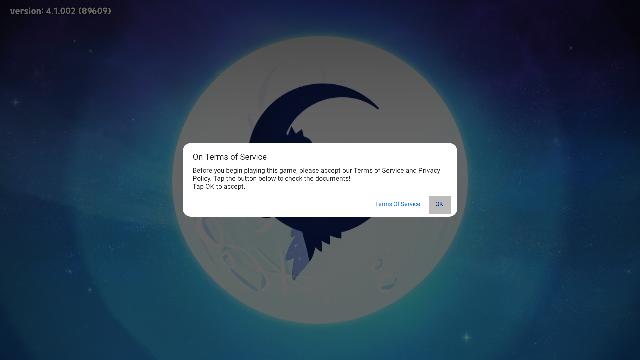 version: 4.1.002 (89609)
On Terms of Service
Before you begin playing this game, please accept our Terms of Service and Privacy
Policy. Tap the button below to check the documents!
Tap OK to accept.
Terms Of Service
OK